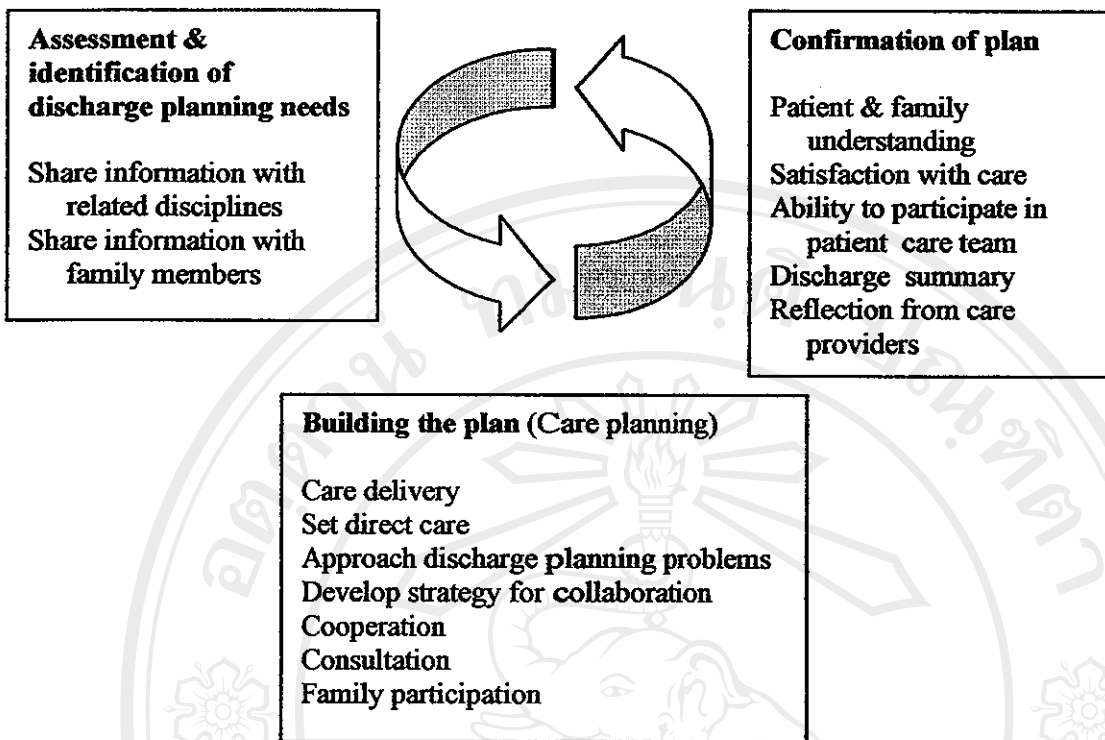 Assessment &
identification of
discharge planning needs
Share information with
related disciplines
Share information with
family members
Confirmation of plan
Patient & family
understanding
Satisfaction with care
Ability to participate in
patient care team
Discharge summary
Reflection from care
providers
Building the plan (Care planning)
Care delivery
Set direct care
Approach discharge planning problems
Develop strategy for collaboration
Cooperation
Consultation
Family participation